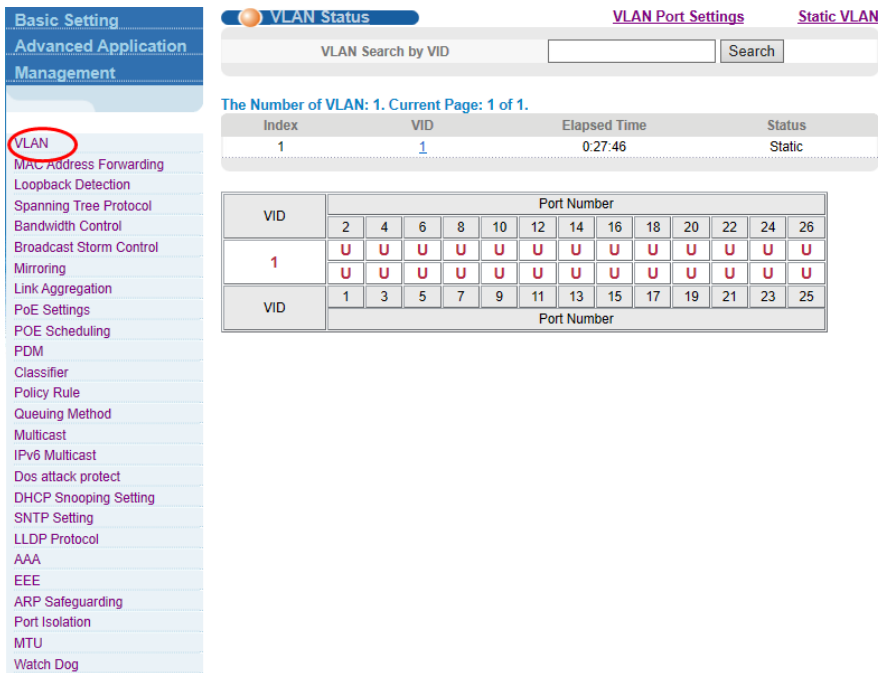 Basic Setting
Advanced Application
Management
VLAN
MAC Address Forwarding
Loopback Detection
Spanning Tree Protocol
Bandwidth Control
Broadcast Storm Control
Mirroring
Link Aggregation
PoE Settings
POE Scheduling
PDM
Classifier
Policy Rule
Queuing Method
Multicast
IPv6 Multicast
Dos attack protect
DHCP Snooping Setting
SNTP Setting
LLDP Protocol
AAA
EEE
ARP Safeguarding
Port Isolation
MTU
Watch Dog
VLAN Status VLAN Port Settings Static VLAN
VLAN Search by VID Search
The Number of VLAN: 1. Current Page: 1 of 1.
Index VID Elapsed Time Status
1 1 0:27:46 Static
VID Port Number
2 4 6 8 10 12 14 16 18 20 22 24 26
1 U U U U U U U U U U U U U
U U U U U U U U U U U U U
VID 1 3 5 7 9 11 13 15 17 19 21 23 25
Port Number